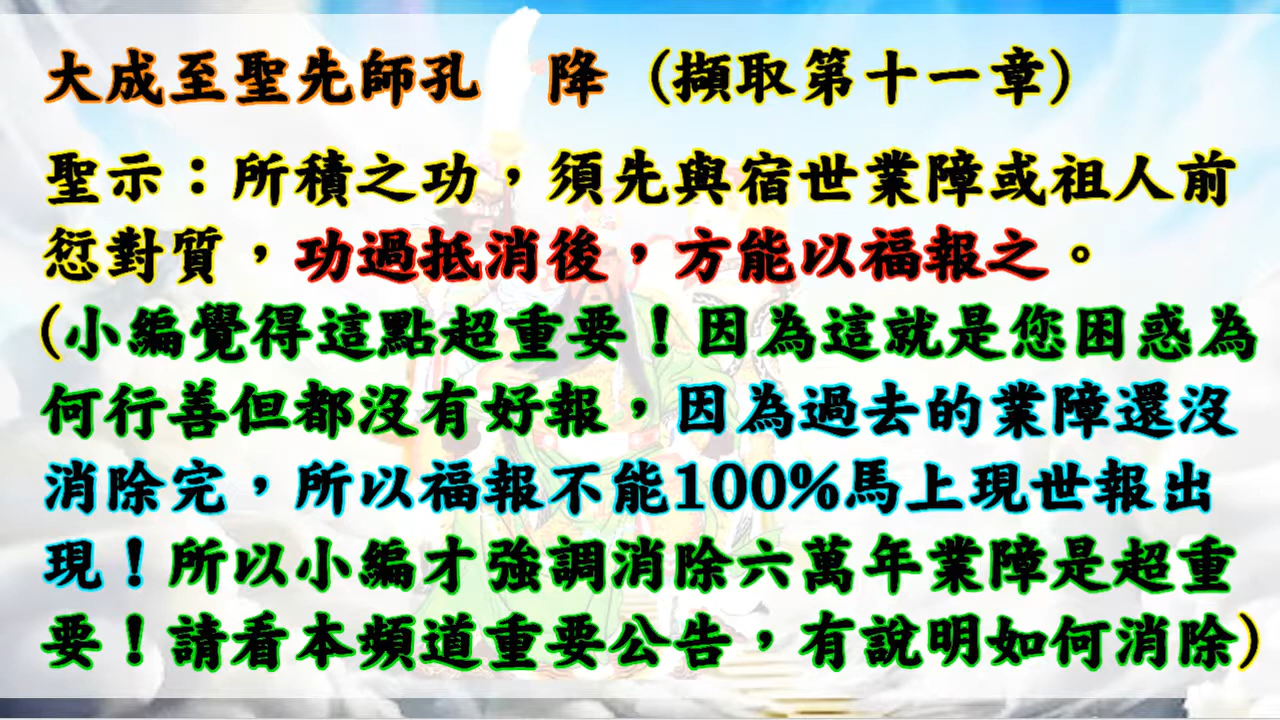 大成至聖先師孔　降（擷取第十一章）
聖示：所積之功，須先與宿世業障或祖人前
愆對質，功過抵消後，方能以福報之。
(小編覺得這點超重要！因為這就是您困惑為
何行善但都沒有好報，因為過去的業障還沒
消除完，所以福報不能100%馬上現世報出
現！所以小編才強調消除六萬年業障是超重
要！請看本頻道重要公告，有說明如何消除)